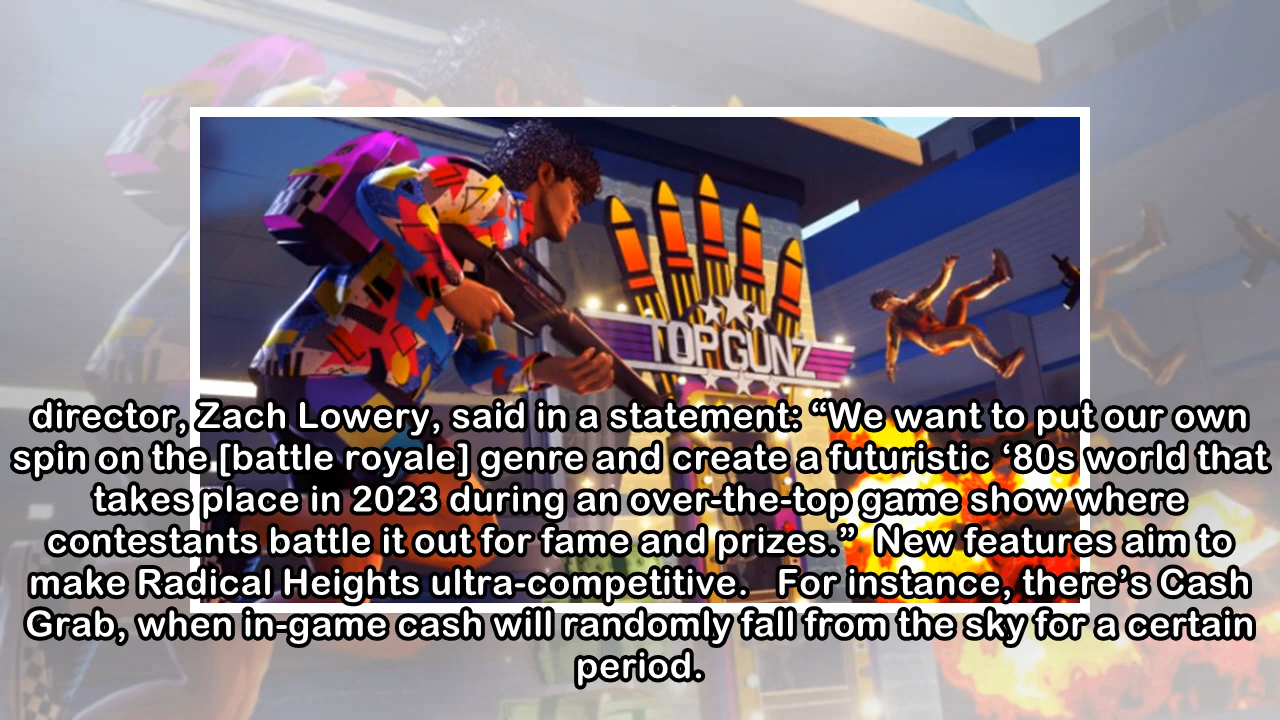 TOP GUNZ
director, Zach Lowery, said in a statement: “We want to put our own
spin on the [battle royale] genre and create a futuristic ‘80s world that
takes place in 2023 during an over-the-top game show where
contestants battle it out for fame and prizes.”  New features aim to
make Radical Heights ultra-competitive.   For instance, there’s Cash
Grab, when in-game cash will randomly fall from the sky for a certain
period.